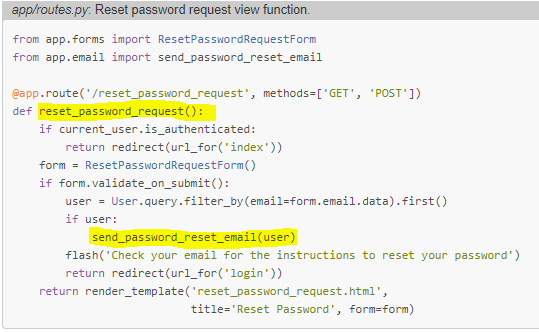 app/routes.py: Reset password request view function.
from app.forms import ResetPasswordRequestForm
from app.email import send_password_reset_email
@app.route('/reset_password_request', methods=['GET', 'POST'])
def reset_password_request():
    if current_user.is_authenticated:
        return redirect(url_for('index'))
    form = ResetPasswordRequestForm()
    if form.validate_on_submit():
        user = User.query.filter_by(email=form.email.data).first()
        if user:
            send_password_reset_email(user)
        flash('Check your email for the instructions to reset your password')
        return redirect(url_for('login'))
    return render_template('reset_password_request.html',
                           title='Reset Password', form=form)